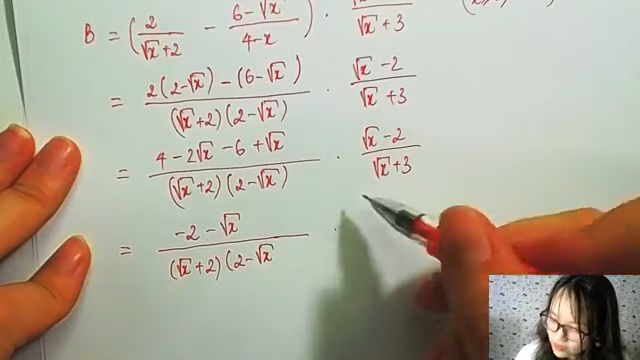 B = (2/(√x+2) − (6−√x)/(4−x)) · /(√x+3)
= (2(2−√x) − (6−√x))/((√x+2)(2−√x)) · (√x−2)/(√x+3)
= (4−2√x −6+√x)/((√x+2)(2−√x)) · (√x−2)/(√x+3)
= (−2−√x)/((√x+2)(2−√x ·